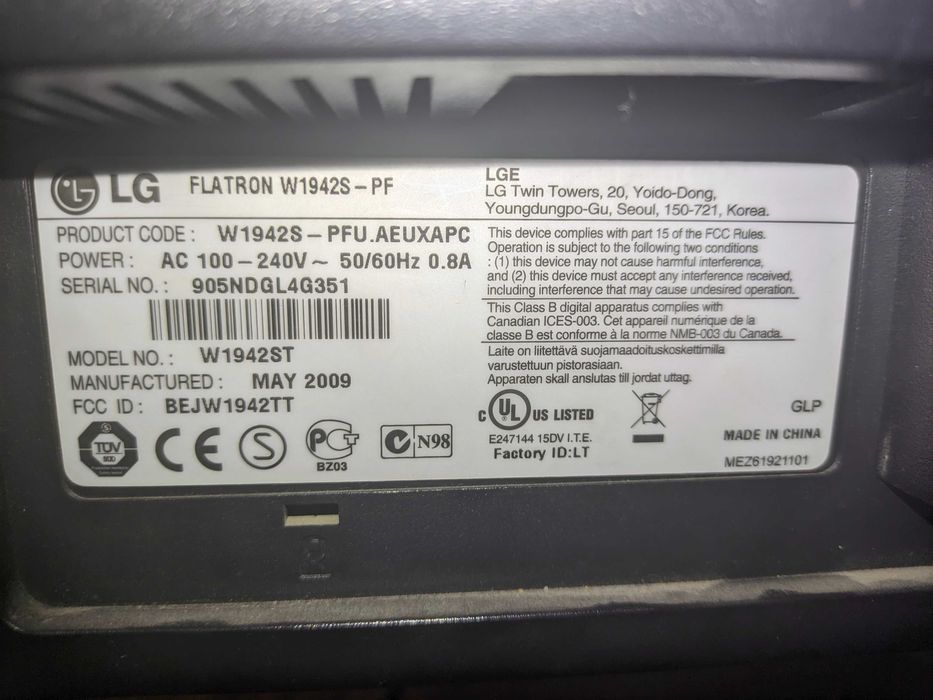 LG FLATRON W1942S-PF
LGE
LG Twin Towers, 20, Yoido-Dong,
Youngdungpo-Gu, Seoul, 150-721, Korea.
PRODUCT CODE : W1942S-PFU.AEUXAPC
POWER : AC 100-240V~ 50/60Hz 0.8A
SERIAL NO. : 905NDGL4G351
MODEL NO. : W1942ST
MANUFACTURED : MAY 2009
FCC ID : BEJW1942TT
TÜV
SÜD
CE
S
PCT
BZ03
N98
This device complies with part 15 of the FCC Rules.
Operation is subject to the following two conditions
: (1) this device may not cause harmful interference,
and (2) this device must accept any interference received,
including interference that may cause undesired operation.
This Class B digital apparatus complies with
Canadian ICES-003. Cet appareil numérique de la
classe B est conforme à la norme NMB-003 du Canada.
Laite on liitettävä suojamaadoituskoskettimilla
varustettuun pistorasiaan.
Apparaten skall anslutas till jordat uttag.
C UL US LISTED
E247144 15DV I.T.E.
Factory ID:LT
GLP
MADE IN CHINA
MEZ61921101